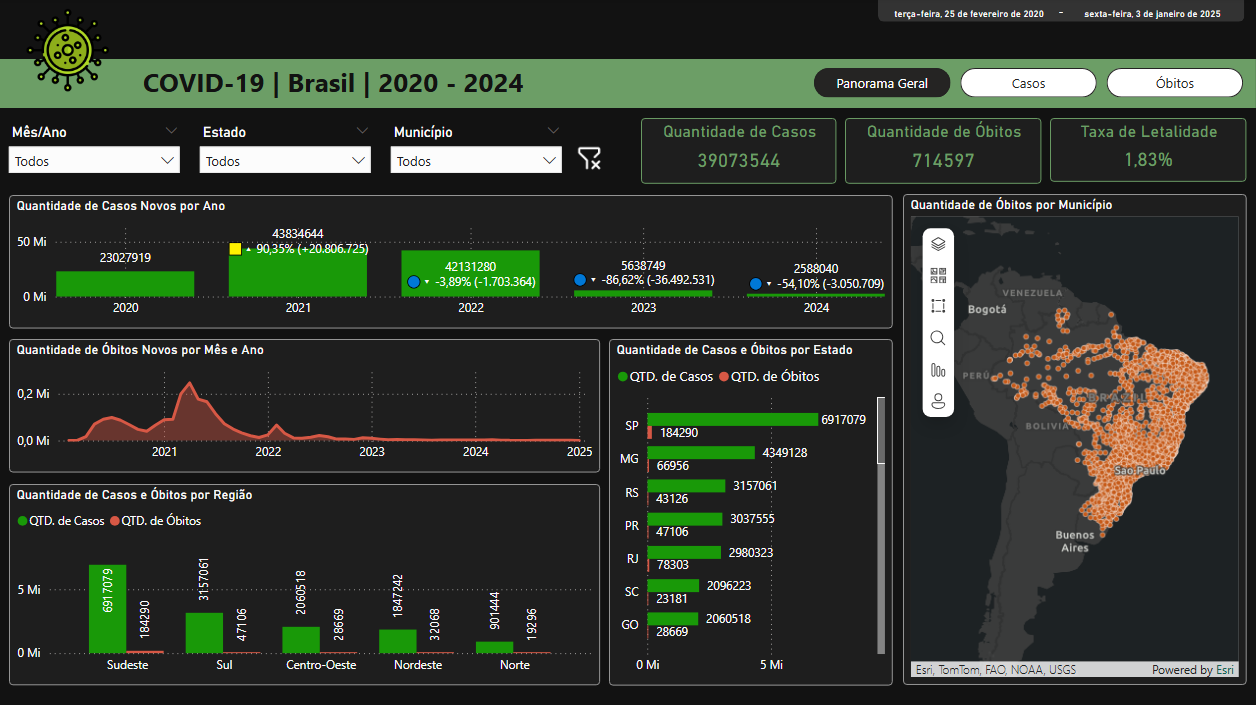 terça-feira, 25 de fevereiro de 2020 - sexta-feira, 3 de janeiro de 2025
COVID-19 | Brasil | 2020 - 2024
Panorama Geral
Casos
Óbitos
Mês/Ano
Todos
Estado
Todos
Município
Todos
Quantidade de Casos
39073544
Quantidade de Óbitos
714597
Taxa de Letalidade
1,83%
Quantidade de Casos Novos por Ano
50 Mi
0 Mi
23027919
43834644
90,35% (+20.806.725)
42131280
-3,89% (-1.703.364)
5638749
-86,62% (-36.492.531)
2588040
-54,10% (-3.050.709)
2020
2021
2022
2023
2024
Quantidade de Óbitos Novos por Mês e Ano
0,2 Mi
0,0 Mi
2021
2022
2023
2024
2025
Quantidade de Casos e Óbitos por Região
QTD. de Casos
QTD. de Óbitos
5 Mi
0 Mi
6917079
184290
3157061
47106
2060518
28669
1847242
32068
901444
19296
Sudeste
Sul
Centro-Oeste
Nordeste
Norte
Quantidade de Casos e Óbitos por Estado
QTD. de Casos
QTD. de Óbitos
SP
6917079
184290
MG
4349128
66956
RS
3157061
43126
PR
3037555
47106
RJ
2980323
78303
SC
2096223
23181
GO
2060518
28669
0 Mi
5 Mi
Quantidade de Óbitos por Município
VENEZUELA
Bogotá
PERÚ
BRAZIL
BOLIVIA
São Paulo
Buenos
Aires
Esri, TomTom, FAO, NOAA, USGS
Powered by Esri